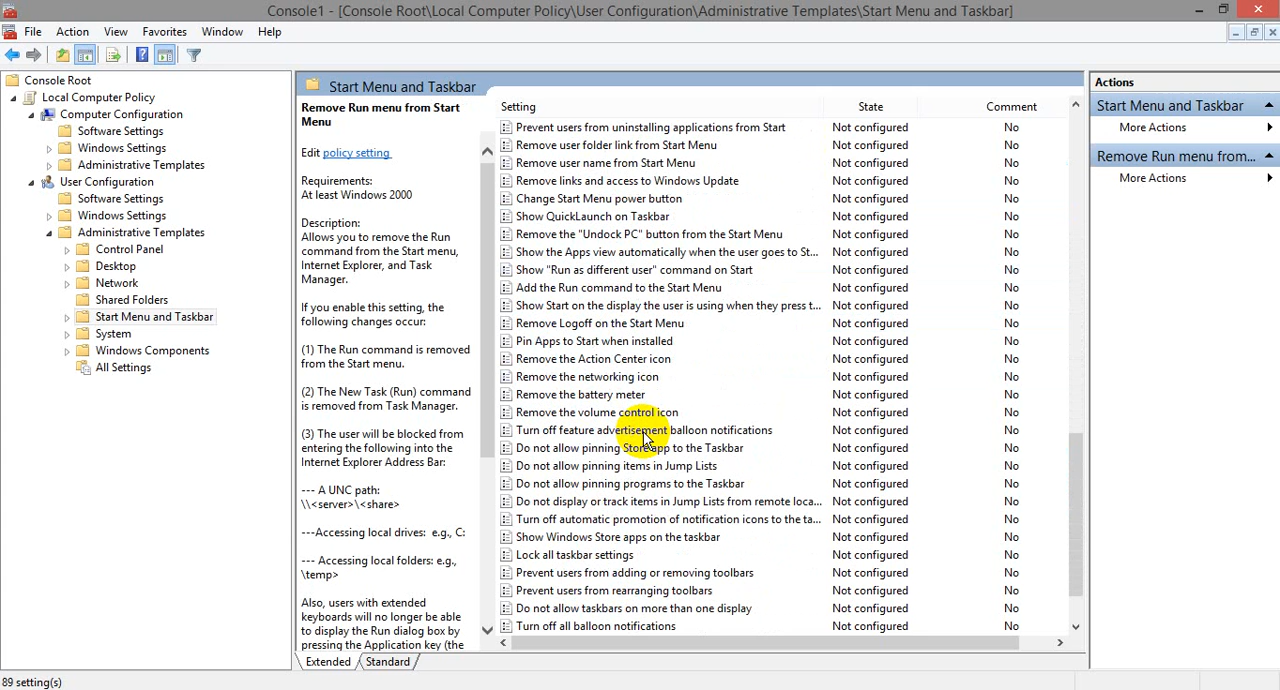 Console1 - [Console Root\Local Computer Policy\User Configuration\Administrative Templates\Start Menu and Taskbar]
File Action View Favorites Window Help
Console Root
Local Computer Policy
Computer Configuration
Software Settings
Windows Settings
Administrative Templates
User Configuration
Software Settings
Windows Settings
Administrative Templates
Control Panel
Desktop
Network
Shared Folders
Start Menu and Taskbar
System
Windows Components
All Settings
Start Menu and Taskbar
Remove Run menu from Start
Menu
Edit policy setting
Requirements:
At least Windows 2000
Description:
Allows you to remove the Run
command from the Start menu,
Internet Explorer, and Task
Manager.
If you enable this setting, the
following changes occur:
(1) The Run command is removed
from the Start menu.
(2) The New Task (Run) command
is removed from Task Manager.
(3) The user will be blocked from
entering the following into the
Internet Explorer Address Bar:
--- A UNC path:
\\<server>\<share>
---Accessing local drives: e.g., C:
--- Accessing local folders: e.g.,
\temp>
Also, users with extended
keyboards will no longer be able
to display the Run dialog box by
pressing the Application key (the
Setting State Comment
Prevent users from uninstalling applications from Start Not configured No
Remove user folder link from Start Menu Not configured No
Remove user name from Start Menu Not configured No
Remove links and access to Windows Update Not configured No
Change Start Menu power button Not configured No
Show QuickLaunch on Taskbar Not configured No
Remove the "Undock PC" button from the Start Menu Not configured No
Show the Apps view automatically when the user goes to St... Not configured No
Show "Run as different user" command on Start Not configured No
Add the Run command to the Start Menu Not configured No
Show Start on the display the user is using when they press t... Not configured No
Remove Logoff on the Start Menu Not configured No
Pin Apps to Start when installed Not configured No
Remove the Action Center icon Not configured No
Remove the networking icon Not configured No
Remove the battery meter Not configured No
Remove the volume control icon Not configured No
Turn off feature advertisement balloon notifications Not configured No
Do not allow pinning Store app to the Taskbar Not configured No
Do not allow pinning items in Jump Lists Not configured No
Do not allow pinning programs to the Taskbar Not configured No
Do not display or track items in Jump Lists from remote loca... Not configured No
Turn off automatic promotion of notification icons to the ta... Not configured No
Show Windows Store apps on the taskbar Not configured No
Lock all taskbar settings Not configured No
Prevent users from adding or removing toolbars Not configured No
Prevent users from rearranging toolbars Not configured No
Do not allow taskbars on more than one display Not configured No
Turn off all balloon notifications Not configured No
Extended Standard
Actions
Start Menu and Taskbar
More Actions
Remove Run menu from...
More Actions
89 setting(s)